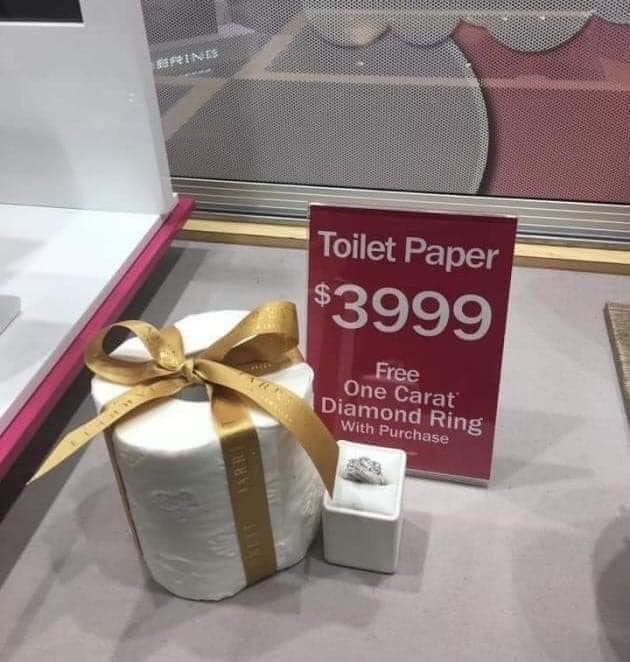 Toilet Paper
$3999
Free
One Carat
Diamond Ring
With Purchase